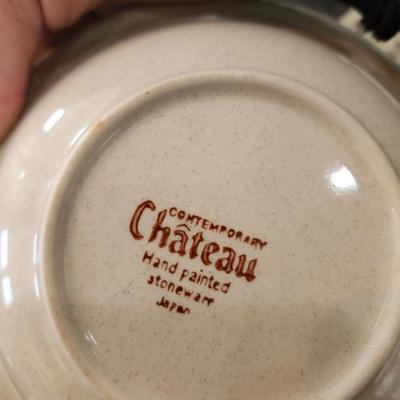 CONTEMPORARY
Château
Hand painted
stoneware
Japan